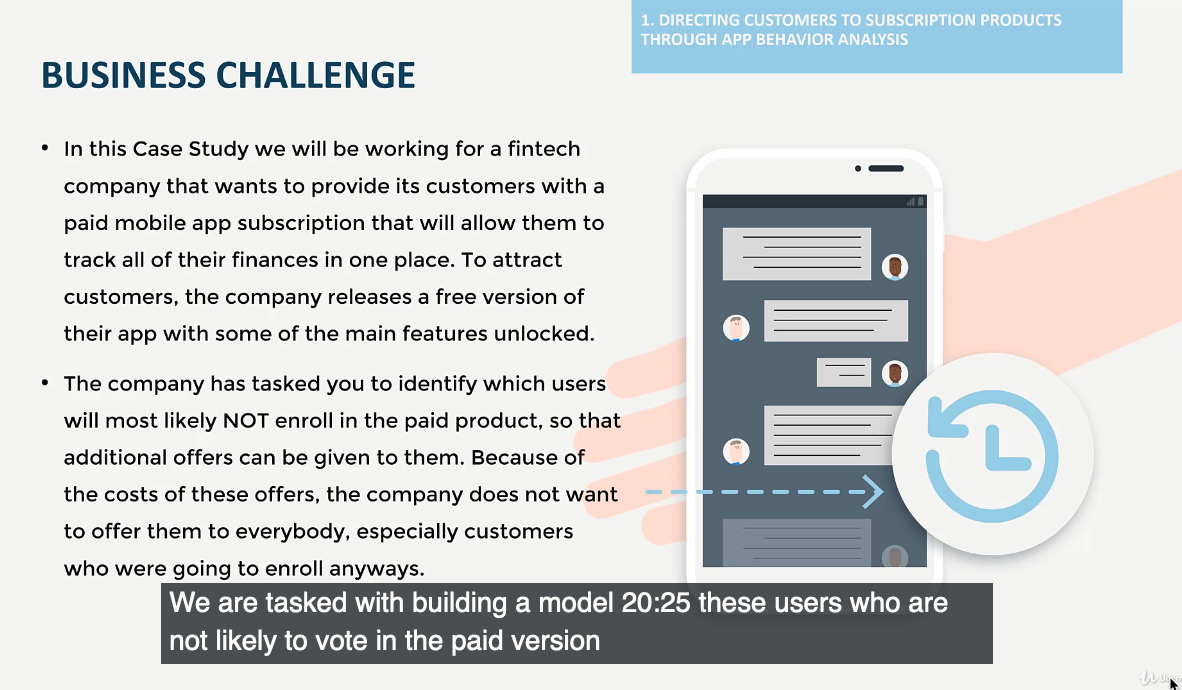 1. DIRECTING CUSTOMERS TO SUBSCRIPTION PRODUCTS
THROUGH APP BEHAVIOR ANALYSIS
BUSINESS CHALLENGE
• In this Case Study we will be working for a fintech
company that wants to provide its customers with a
paid mobile app subscription that will allow them to
track all of their finances in one place. To attract
customers, the company releases a free version of
their app with some of the main features unlocked.
• The company has tasked you to identify which users
will most likely NOT enroll in the paid product, so that
additional offers can be given to them. Because of
the costs of these offers, the company does not want
to offer them to everybody, especially customers
who were going to enroll anyways.
We are tasked with building a model 20:25 these users who are
not likely to vote in the paid version